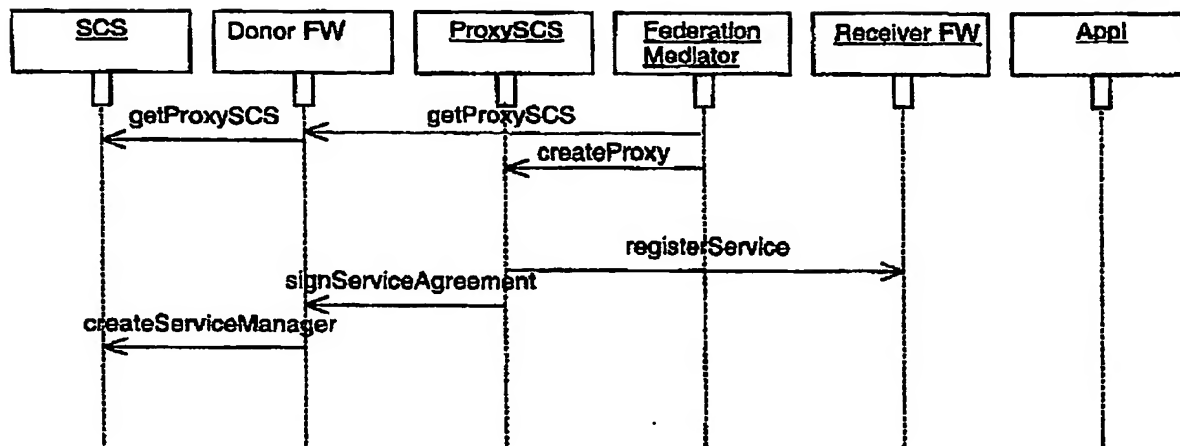 SCS
Donor FW
ProxySCS
Federation
Mediator
Receiver FW
Appl
getProxySCS
getProxySCS
createProxy
registerService
signServiceAgreement
createServiceManager